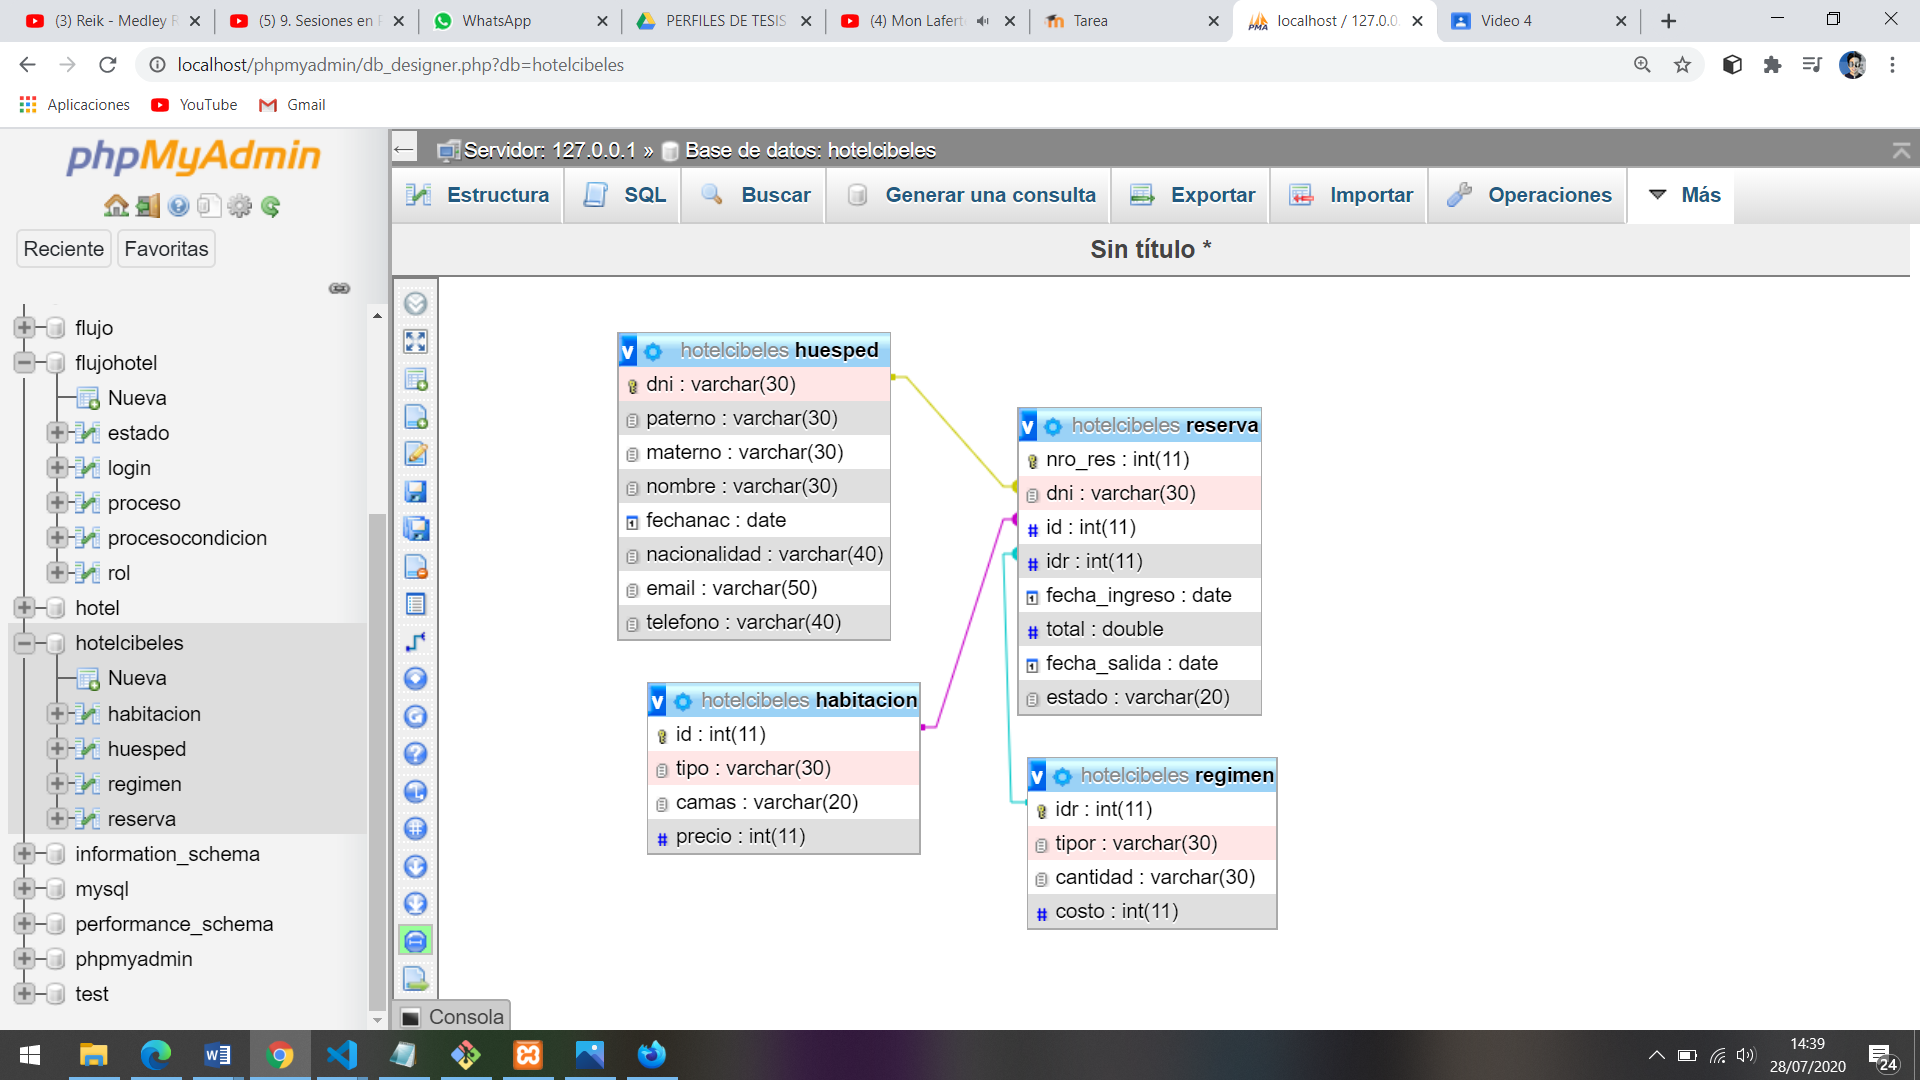 (3) Reik - Medley R
(5) 9. Sesiones en P
WhatsApp
PERFILES DE TESIS
(4) Mon Laferte
Tarea
localhost / 127.0.0.
Video 4
localhost/phpmyadmin/db_designer.php?db=hotelcibeles
Aplicaciones
YouTube
Gmail
phpMyAdmin
Reciente
Favoritas
flujo
flujohotel
Nueva
estado
login
proceso
procesocondicion
rol
hotel
hotelcibeles
Nueva
habitacion
huesped
regimen
reserva
information_schema
mysql
performance_schema
phpmyadmin
test
Servidor: 127.0.0.1 » Base de datos: hotelcibeles
Estructura
SQL
Buscar
Generar una consulta
Exportar
Importar
Operaciones
Más
Sin título *
hotelcibeles huesped
dni : varchar(30)
paterno : varchar(30)
materno : varchar(30)
nombre : varchar(30)
fechanac : date
nacionalidad : varchar(40)
email : varchar(50)
telefono : varchar(40)
hotelcibeles reserva
nro_res : int(11)
dni : varchar(30)
id : int(11)
idr : int(11)
fecha_ingreso : date
total : double
fecha_salida : date
estado : varchar(20)
hotelcibeles habitacion
id : int(11)
tipo : varchar(30)
camas : varchar(20)
precio : int(11)
hotelcibeles regimen
idr : int(11)
tipor : varchar(30)
cantidad : varchar(30)
costo : int(11)
Consola
14:39
28/07/2020
24